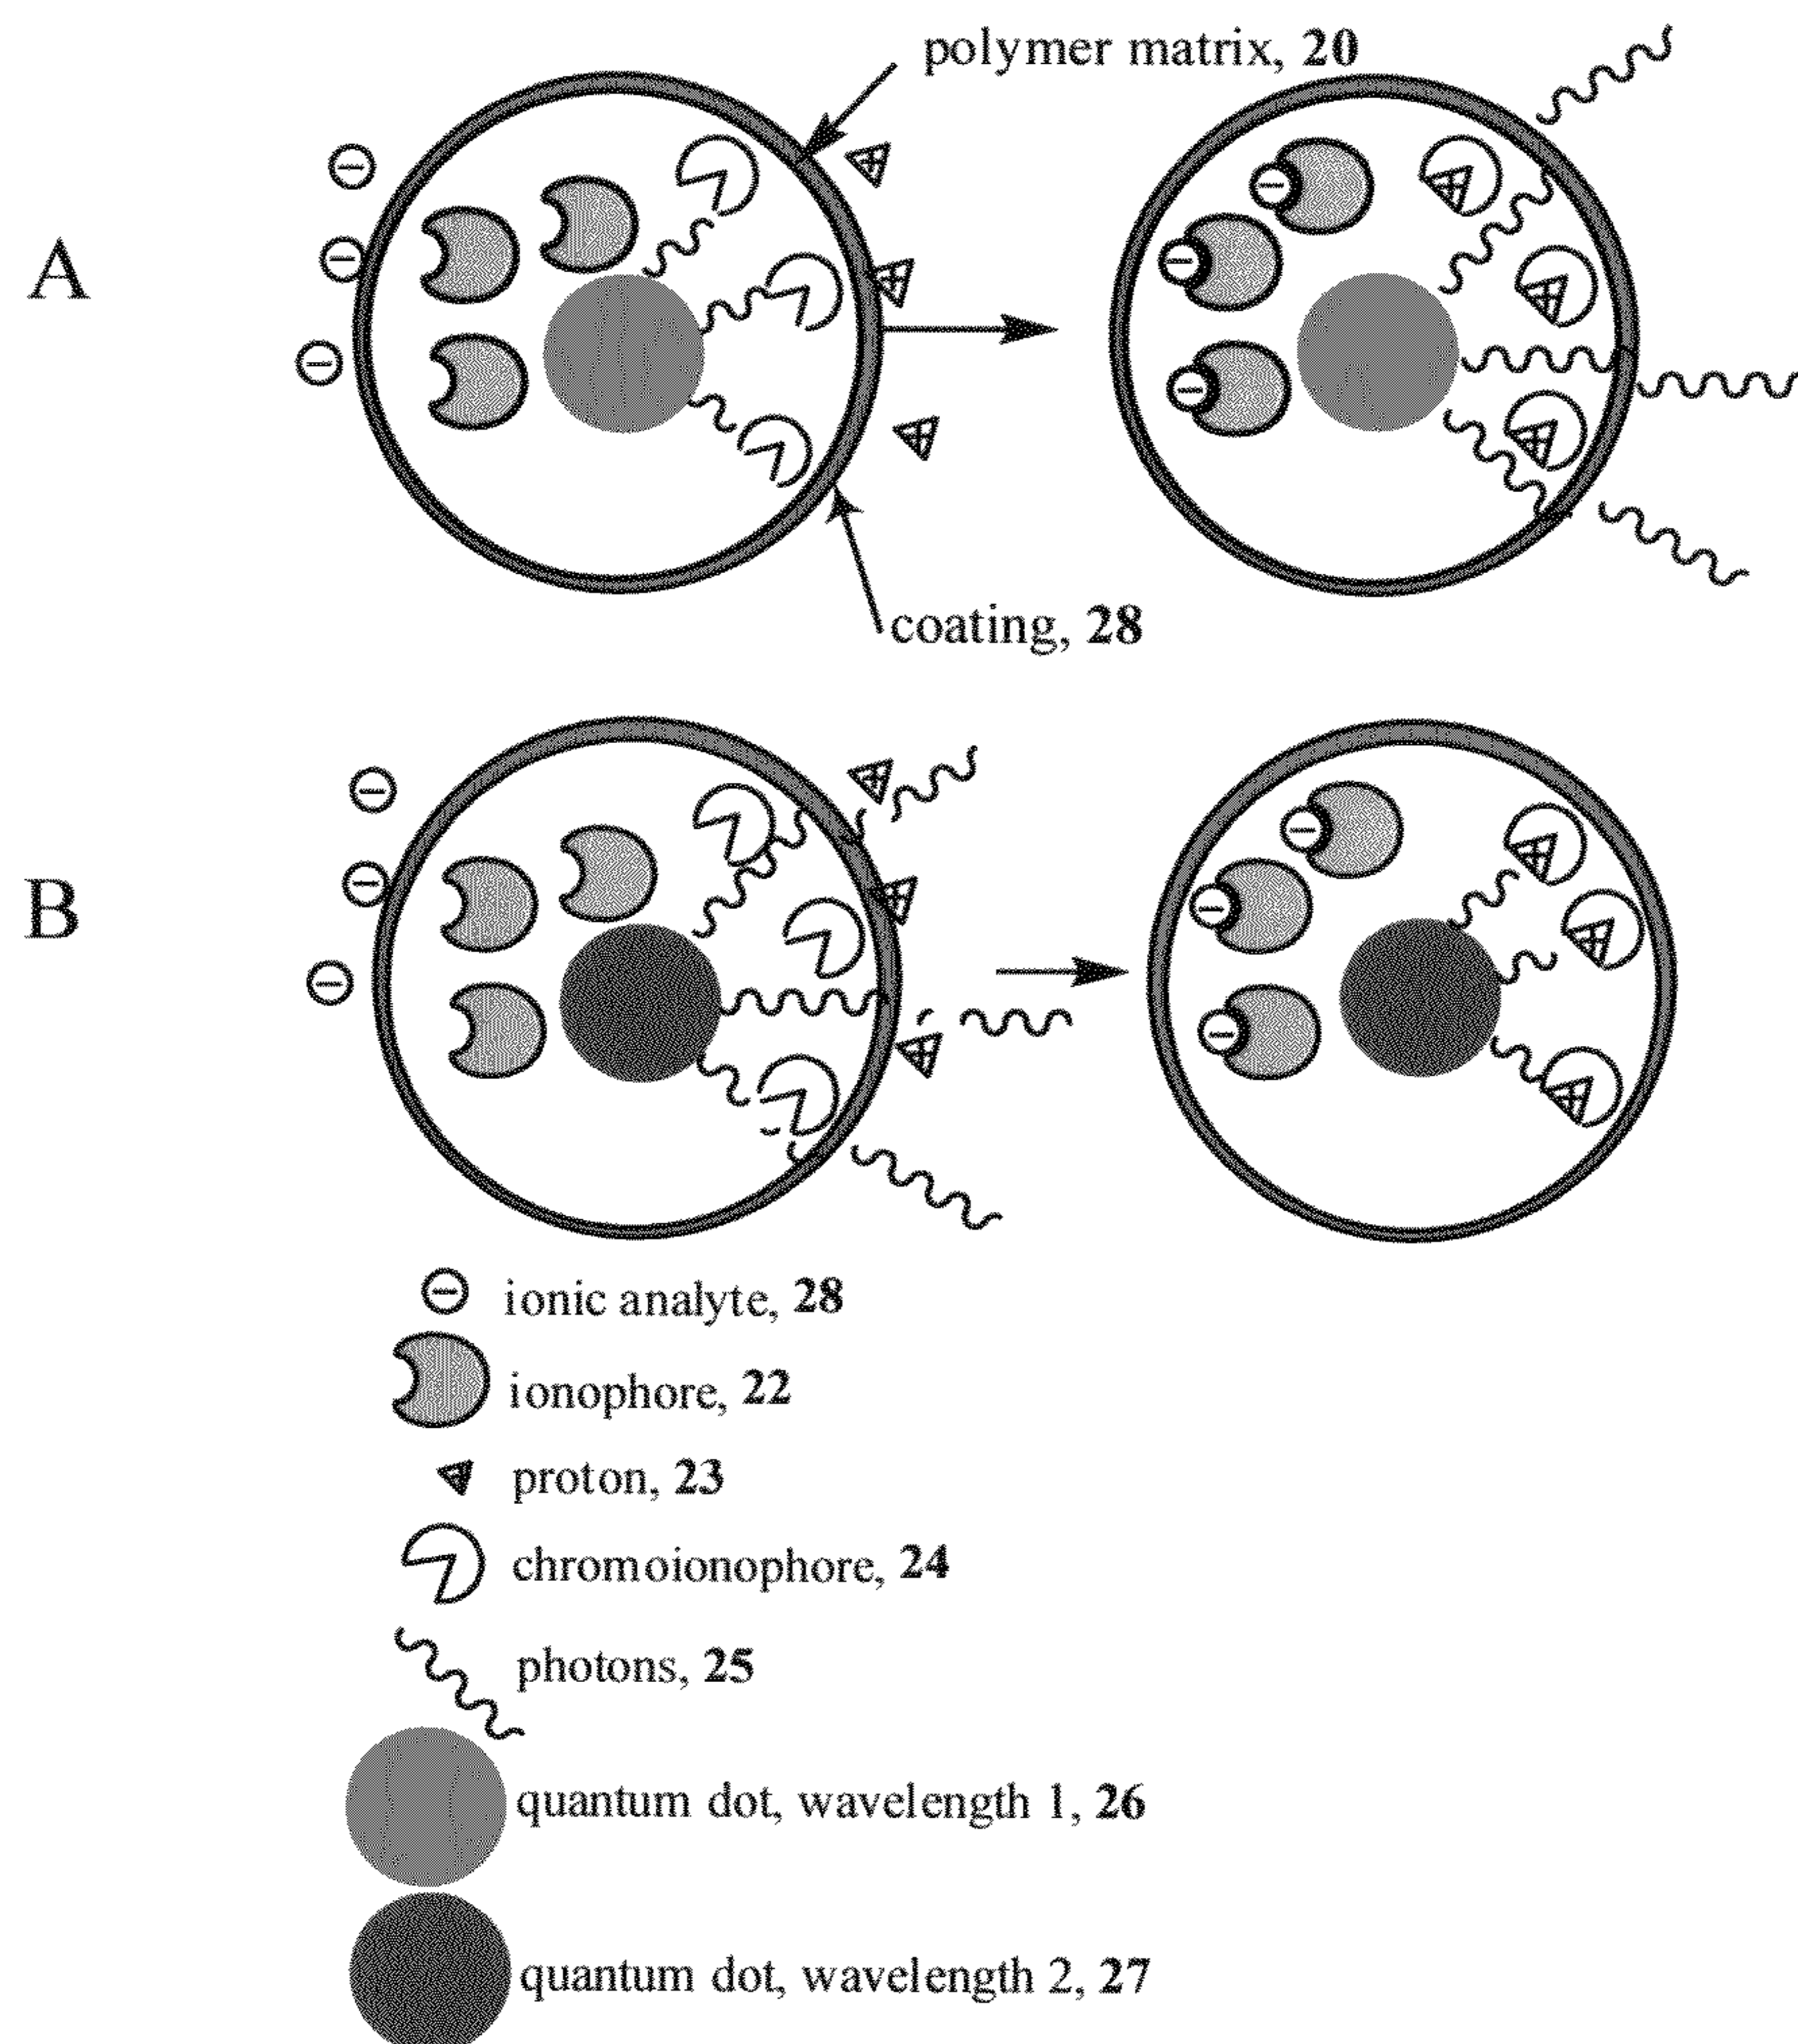 polymer matrix, 20
A
coating, 28
B
ionic analyte, 28
ionophore, 22
proton, 23
chromoionophore, 24
photons, 25
quantum dot, wavelength 1, 26
quantum dot, wavelength 2, 27